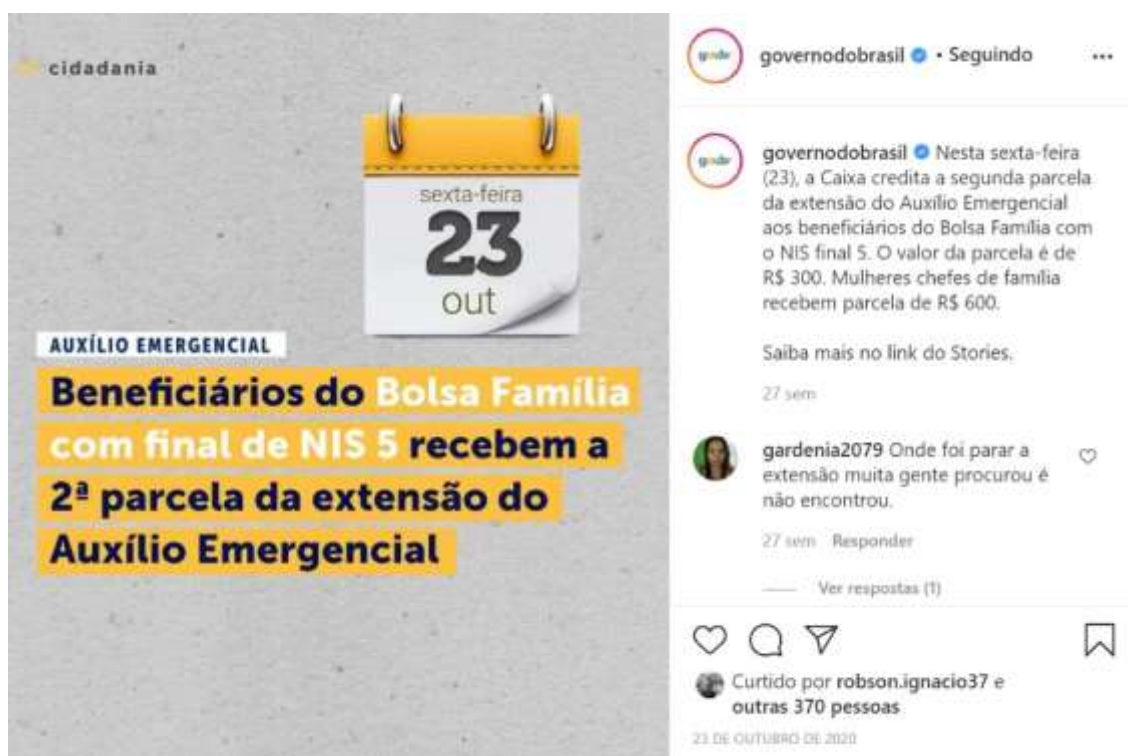 cidadania
sexta-feira
23
out
AUXÍLIO EMERGENCIAL
Beneficiários do Bolsa Família
com final de NIS 5 recebem a
2ª parcela da extensão do
Auxílio Emergencial
govbr
governodobrasil • Seguindo
govbr
governodobrasil Nesta sexta-feira
(23), a Caixa credita a segunda parcela
da extensão do Auxílio Emergencial
aos beneficiários do Bolsa Família com
o NIS final 5. O valor da parcela é de
R$ 300. Mulheres chefes de família
recebem parcela de R$ 600.
Saiba mais no link do Stories.
27 sem
gardenia2079 Onde foi parar a
extensão muita gente procurou é
não encontrou.
27 sem Responder
Ver respostas (1)
Curtido por robson.ignacio37 e
outras 370 pessoas
23 DE OUTUBRO DE 2020